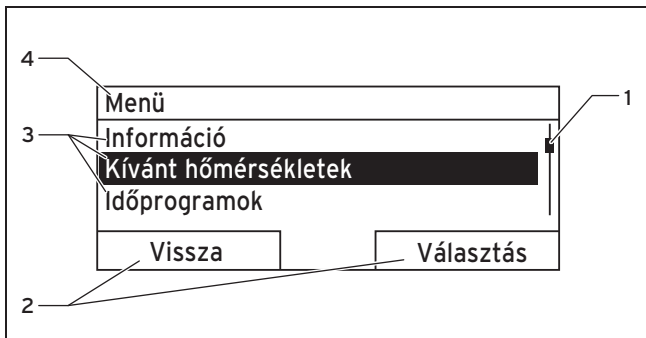 4
Menü
1
3
Információ
Kívánt hőmérsékletek
Időprogramok
Vissza
Választás
2